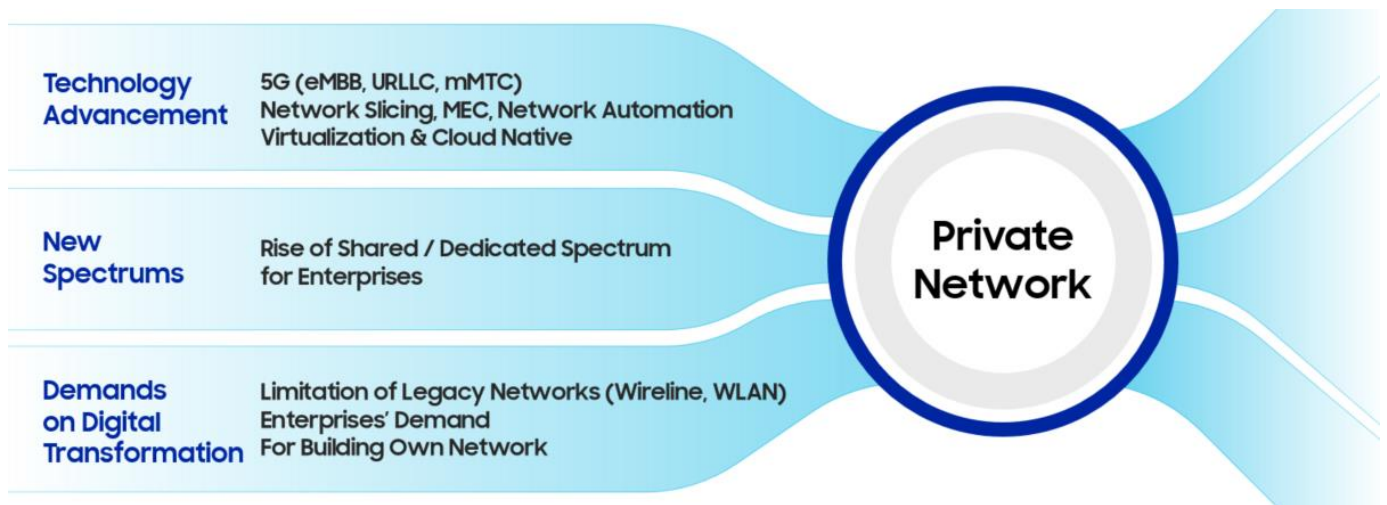 Technology
Advancement
5G (eMBB, URLLC, mMTC)
Network Slicing, MEC, Network Automation
Virtualization & Cloud Native
New
Spectrums
Rise of Shared / Dedicated Spectrum
for Enterprises
Demands
on Digital
Transformation
Limitation of Legacy Networks (Wireline, WLAN)
Enterprises’ Demand
For Building Own Network
Private
Network